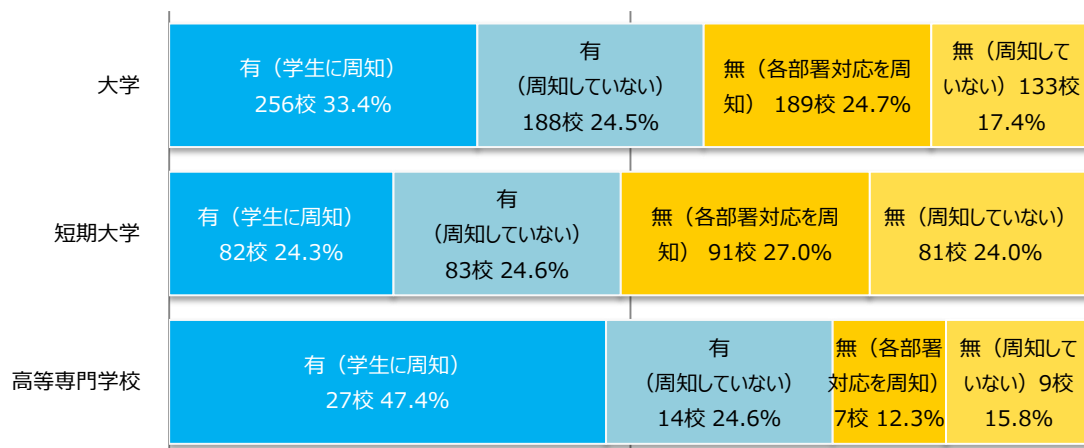 大学
有（学生に周知）
256校 33.4%
有
（周知していない）
188校 24.5%
無（各部署対応を周
知） 189校 24.7%
無（周知して
いない）133校
17.4%
短期大学
有（学生に周知）
82校 24.3%
有
（周知していない）
83校 24.6%
無（各部署対応を周
知） 91校 27.0%
無（周知していない）
81校 24.0%
高等専門学校
有（学生に周知）
27校 47.4%
有
（周知していない）
14校 24.6%
無（各部署
対応を周知）
7校 12.3%
無（周知して
いない）9校
15.8%